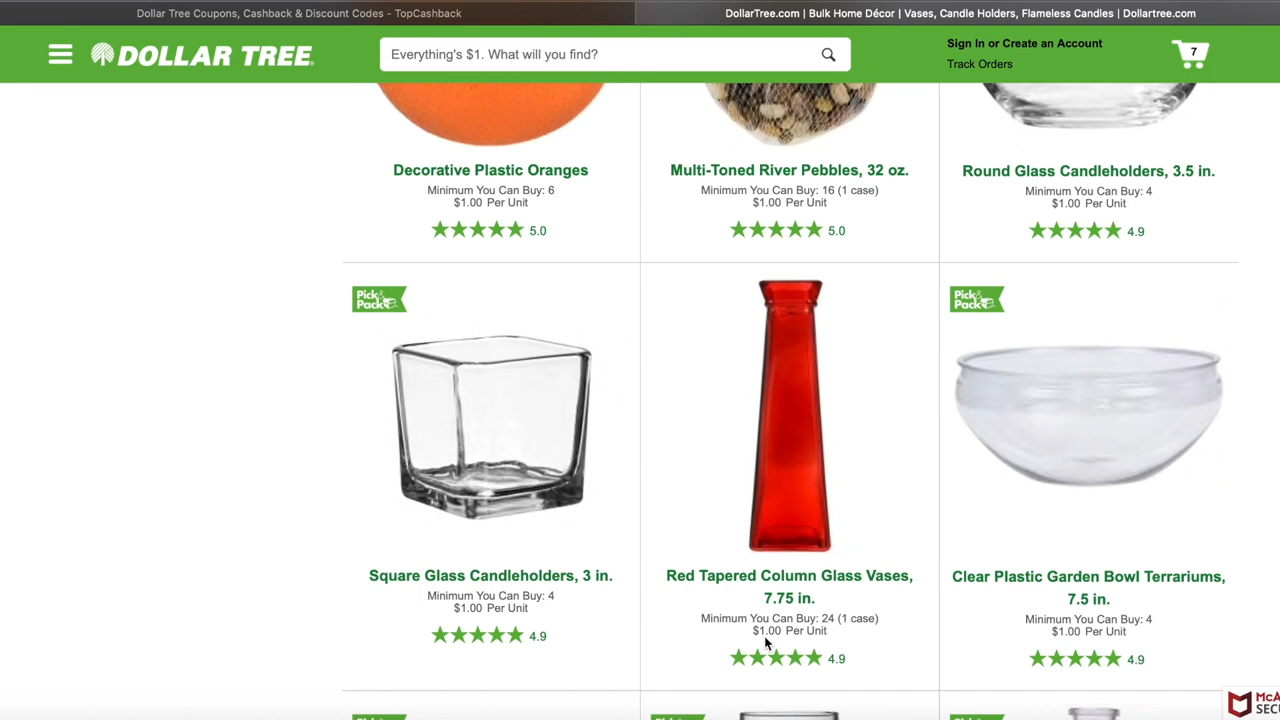 Dollar Tree Coupons, Cashback & Discount Codes - TopCashback
DollarTree.com | Bulk Home Décor | Vases, Candle Holders, Flameless Candles | Dollartree.com
DOLLAR TREE
Everything's $1. What will you find?
Sign In or Create an Account
Track Orders
7
Decorative Plastic Oranges
Minimum You Can Buy: 6
$1.00 Per Unit
5.0
Multi-Toned River Pebbles, 32 oz.
Minimum You Can Buy: 16 (1 case)
$1.00 Per Unit
5.0
Round Glass Candleholders, 3.5 in.
Minimum You Can Buy: 4
$1.00 Per Unit
4.9
Pick&
Pack
Square Glass Candleholders, 3 in.
Minimum You Can Buy: 4
$1.00 Per Unit
4.9
Red Tapered Column Glass Vases,
7.75 in.
Minimum You Can Buy: 24 (1 case)
$1.00 Per Unit
4.9
Pick&
Pack
Clear Plastic Garden Bowl Terrariums,
7.5 in.
Minimum You Can Buy: 4
$1.00 Per Unit
4.9